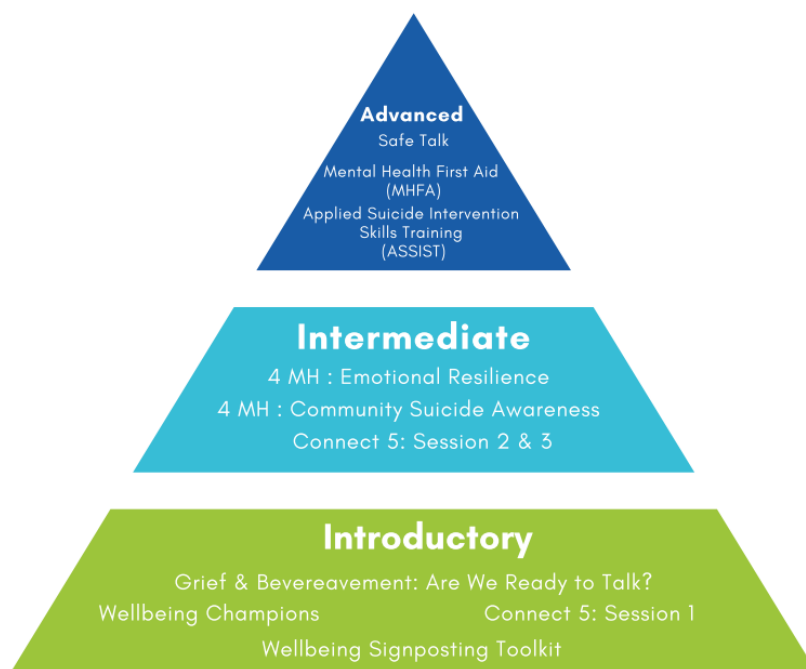 Advanced
Safe Talk
Mental Health First Aid
(MHFA)
Applied Suicide Intervention
Skills Training
(ASSIST)
Intermediate
4 MH : Emotional Resilience
4 MH : Community Suicide Awareness
Connect 5: Session 2 & 3
Introductory
Grief & Bevereavement: Are We Ready to Talk?
Wellbeing Champions Connect 5: Session 1
Wellbeing Signposting Toolkit